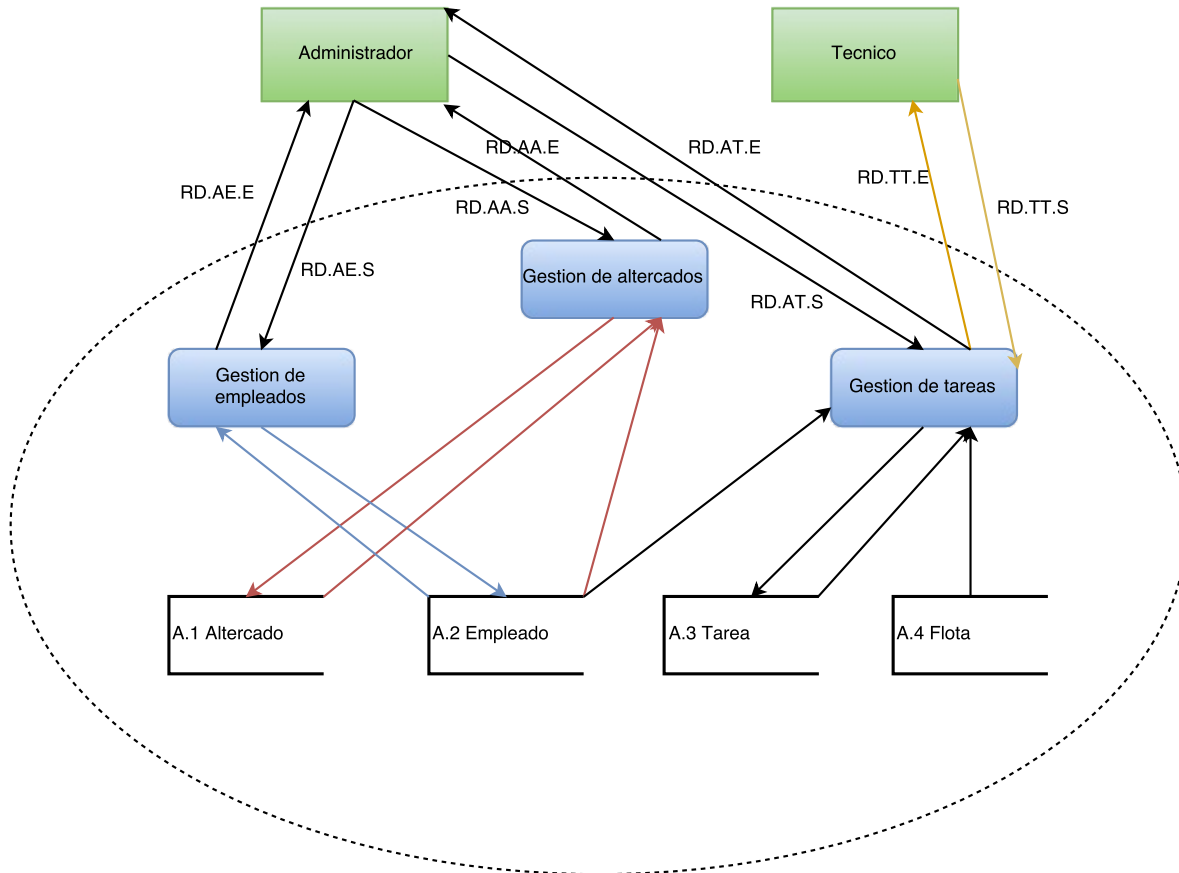 Administrador
Tecnico
RD.AA.E
RD.AT.E
RD.AE.E
RD.TT.E
RD.AA.S
RD.TT.S
RD.AE.S
Gestion de altercados
RD.AT.S
Gestion de
empleados
Gestion de tareas
A.1 Altercado
A.2 Empleado
A.3 Tarea
A.4 Flota